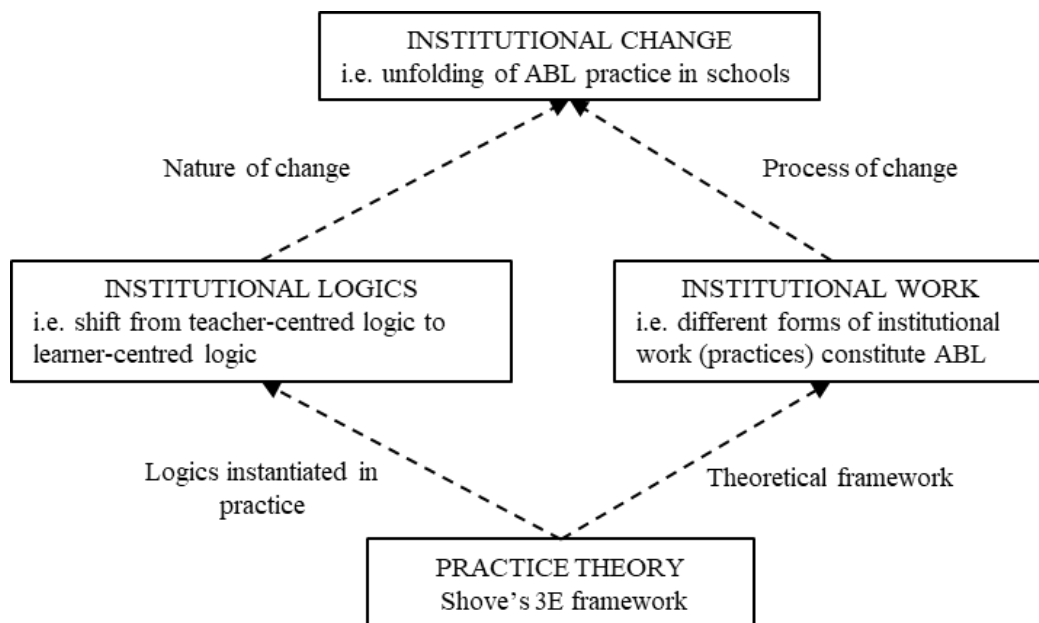 INSTITUTIONAL CHANGE
i.e. unfolding of ABL practice in schools
Nature of change
Process of change
INSTITUTIONAL LOGICS
i.e. shift from teacher-centred logic to
learner-centred logic
INSTITUTIONAL WORK
i.e. different forms of institutional
work (practices) constitute ABL
Logics instantiated in
practice
Theoretical framework
PRACTICE THEORY
Shove’s 3E framework